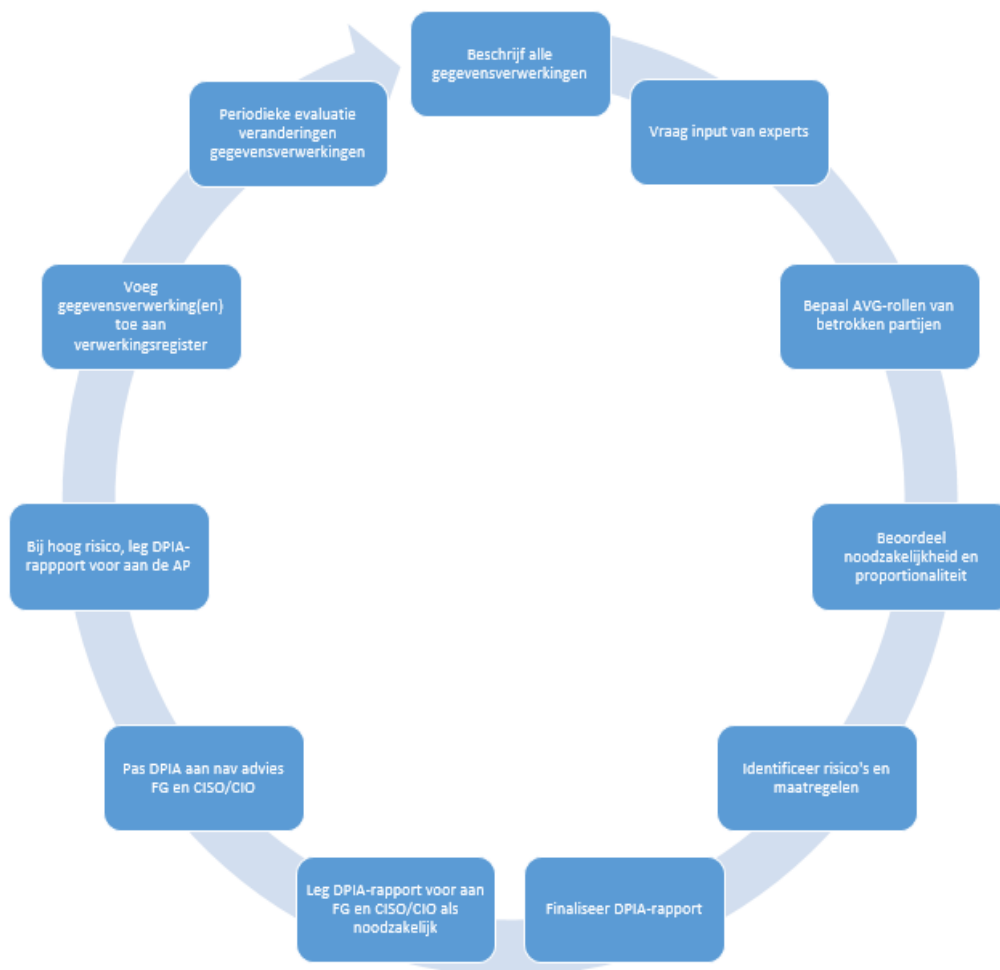 Beschrijf alle
gegevensverwerkingen
Vraag input van experts
Bepaal AVG-rollen van
betrokken partijen
Beoordeel
noodzakelijkheid en
proportionaliteit
Identificeer risico's en
maatregelen
Finaliseer DPIA-rapport
Leg DPIA-rapport voor aan
FG en CISO/CIO als
noodzakelijk
Pas DPIA aan nav advies
FG en CISO/CIO
Bij hoog risico, leg DPIA-
rappport voor aan de AP
Voeg
gegevensverwerking(en)
toe aan
verwerkingsregister
Periodieke evaluatie
veranderingen
gegevensverwerkingen